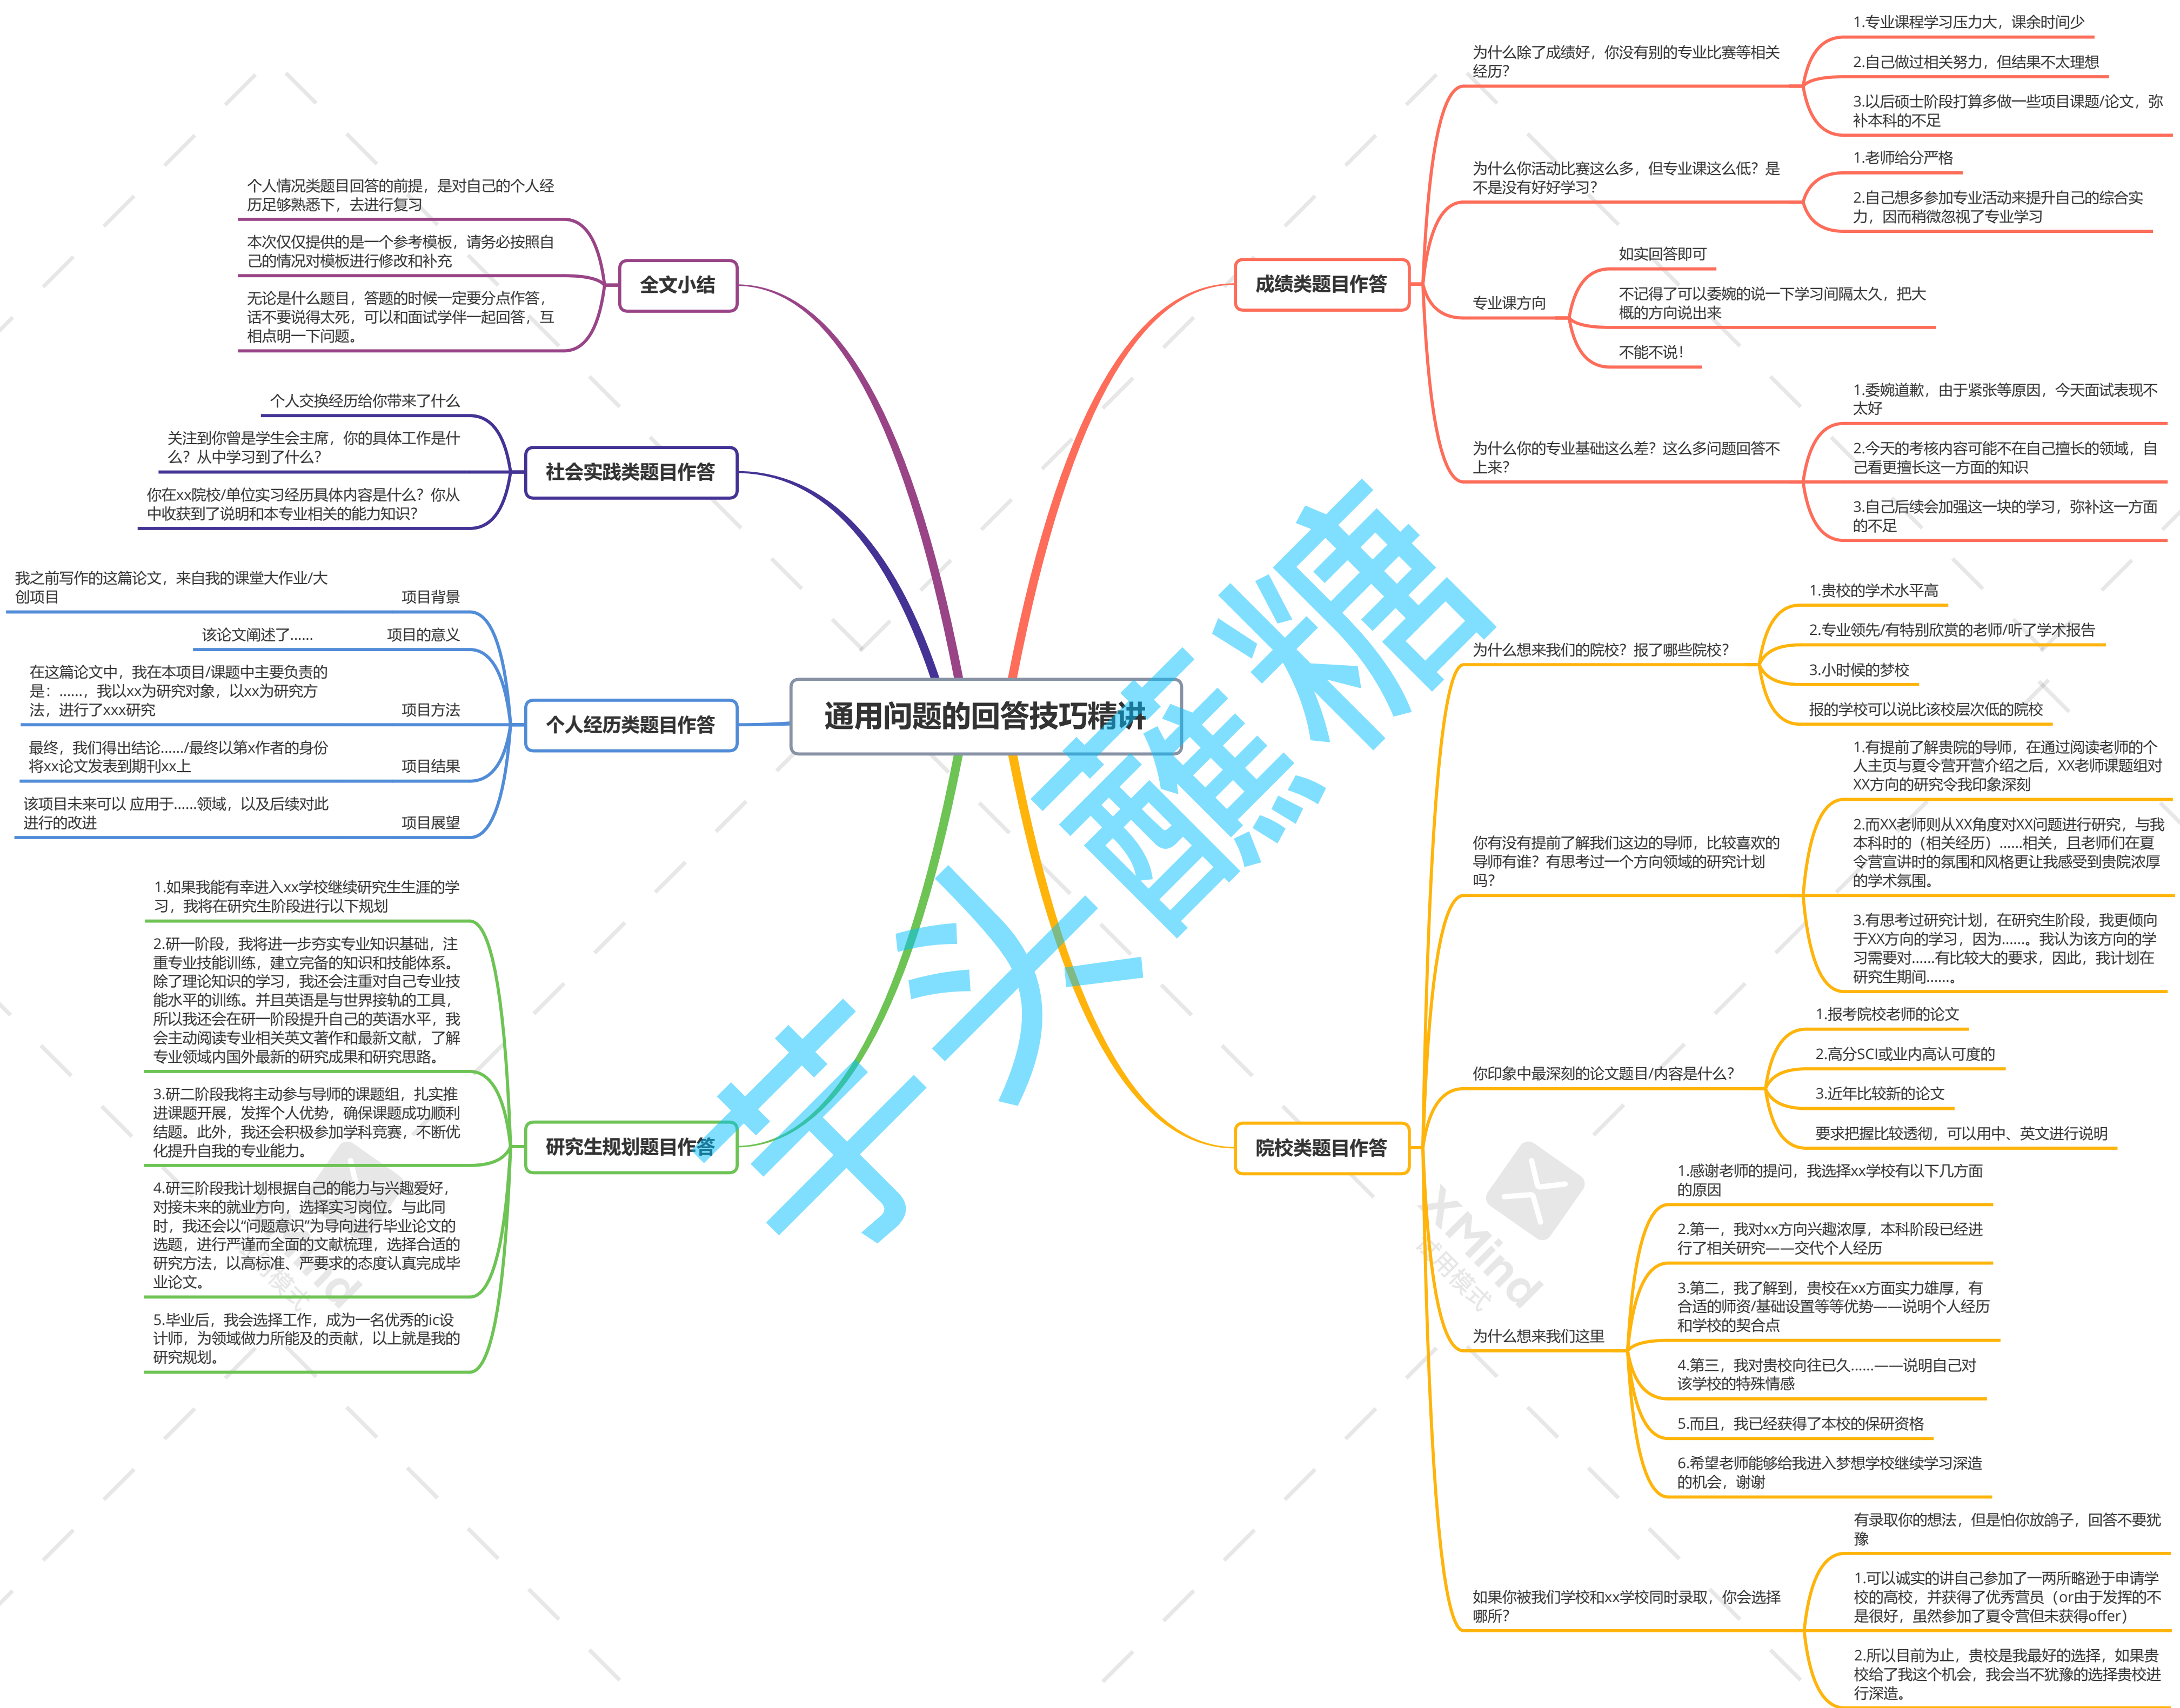 通用问题的回答技巧精讲
成绩类题目作答
为什么除了成绩好，你没有别的专业比赛等相关
经历？
1.专业课程学习压力大，课余时间少
2.自己做过相关努力，但结果不太理想
3.以后硕士阶段打算多做一些项目课题/论文，弥
补本科的不足
为什么你活动比赛这么多，但专业课这么低？是
不是没有好好学习？
1.老师给分严格
2.自己想多参加专业活动来提升自己的综合实
力，因而稍微忽视了专业学习
专业课方向
如实回答即可
不记得了可以委婉的说一下学习间隔太久，把大
概的方向说出来
不能不说！
为什么你的专业基础这么差？这么多问题回答不
上来？
1.委婉道歉，由于紧张等原因，今天面试表现不
太好
2.今天的考核内容可能不在自己擅长的领域，自
己看更擅长这一方面的知识
3.自己后续会加强这一块的学习，弥补这一方面
的不足
院校类题目作答
为什么想来我们的院校？报了哪些院校？
1.贵校的学术水平高
2.专业领先/有特别欣赏的老师/听了学术报告
3.小时候的梦校
报的学校可以说比该校层次低的院校
你有没有提前了解我们这边的导师，比较喜欢的
导师有谁？有思考过一个方向领域的研究计划
吗？
1.有提前了解贵院的导师，在通过阅读老师的个
人主页与夏令营开营介绍之后，XX老师课题组对
XX方向的研究令我印象深刻
2.而XX老师则从XX角度对XX问题进行研究，与我
本科时的（相关经历）……相关，且老师们在夏
令营宣讲时的氛围和风格更让我感受到贵院浓厚
的学术氛围。
3.有思考过研究计划，在研究生阶段，我更倾向
于XX方向的学习，因为……。我认为该方向的学
习需要对……有比较大的要求，因此，我计划在
研究生期间……。
你印象中最深刻的论文题目/内容是什么？
1.报考院校老师的论文
2.高分SCI或业内高认可度的
3.近年比较新的论文
要求把握比较透彻，可以用中、英文进行说明
为什么想来我们这里
1.感谢老师的提问，我选择xx学校有以下几方面
的原因
2.第一，我对xx方向兴趣浓厚，本科阶段已经进
行了相关研究——交代个人经历
3.第二，我了解到，贵校在xx方面实力雄厚，有
合适的师资/基础设置等等优势——说明个人经历
和学校的契合点
4.第三，我对贵校向往已久……——说明自己对
该学校的特殊情感
5.而且，我已经获得了本校的保研资格
6.希望老师能够给我进入梦想学校继续学习深造
的机会，谢谢
如果你被我们学校和xx学校同时录取，你会选择
哪所？
有录取你的想法，但是怕你放鸽子，回答不要犹
豫
1.可以诚实的讲自己参加了一两所略逊于申请学
校的高校，并获得了优秀营员（or由于发挥的不
是很好，虽然参加了夏令营但未获得offer）
2.所以目前为止，贵校是我最好的选择，如果贵
校给了我这个机会，我会当不犹豫的选择贵校进
行深造。
全文小结
个人情况类题目回答的前提，是对自己的个人经
历足够熟悉下，去进行复习
本次仅仅提供的是一个参考模板，请务必按照自
己的情况对模板进行修改和补充
无论是什么题目，答题的时候一定要分点作答，
话不要说得太死，可以和面试学伴一起回答，互
相点明一下问题。
社会实践类题目作答
个人交换经历给你带来了什么
关注到你曾是学生会主席，你的具体工作是什
么？从中学习到了什么？
你在xx院校/单位实习经历具体内容是什么？你从
中收获到了说明和本专业相关的能力知识？
个人经历类题目作答
项目背景
我之前写作的这篇论文，来自我的课堂大作业/大
创项目
项目的意义
该论文阐述了……
项目方法
在这篇论文中，我在本项目/课题中主要负责的
是：……，我以xx为研究对象，以xx为研究方
法，进行了xxx研究
项目结果
最终，我们得出结论……/最终以第x作者的身份
将xx论文发表到期刊xx上
项目展望
该项目未来可以 应用于……领域，以及后续对此
进行的改进
研究生规划题目作答
1.如果我能有幸进入xx学校继续研究生生涯的学
习，我将在研究生阶段进行以下规划
2.研一阶段，我将进一步夯实专业知识基础，注
重专业技能训练，建立完备的知识和技能体系。
除了理论知识的学习，我还会注重对自己专业技
能水平的训练。并且英语是与世界接轨的工具，
所以我还会在研一阶段提升自己的英语水平，我
会主动阅读专业相关英文著作和最新文献，了解
专业领域内国外最新的研究成果和研究思路。
3.研二阶段我将主动参与导师的课题组，扎实推
进课题开展，发挥个人优势，确保课题成功顺利
结题。此外，我还会积极参加学科竞赛，不断优
化提升自我的专业能力。
4.研三阶段我计划根据自己的能力与兴趣爱好，
对接未来的就业方向，选择实习岗位。与此同
时，我还会以“问题意识”为导向进行毕业论文的
选题，进行严谨而全面的文献梳理，选择合适的
研究方法，以高标准、严要求的态度认真完成毕
业论文。
5.毕业后，我会选择工作，成为一名优秀的ic设
计师，为领域做力所能及的贡献，以上就是我的
研究规划。
芋头蘸糖
XMind
试用模式
XMind
试用模式